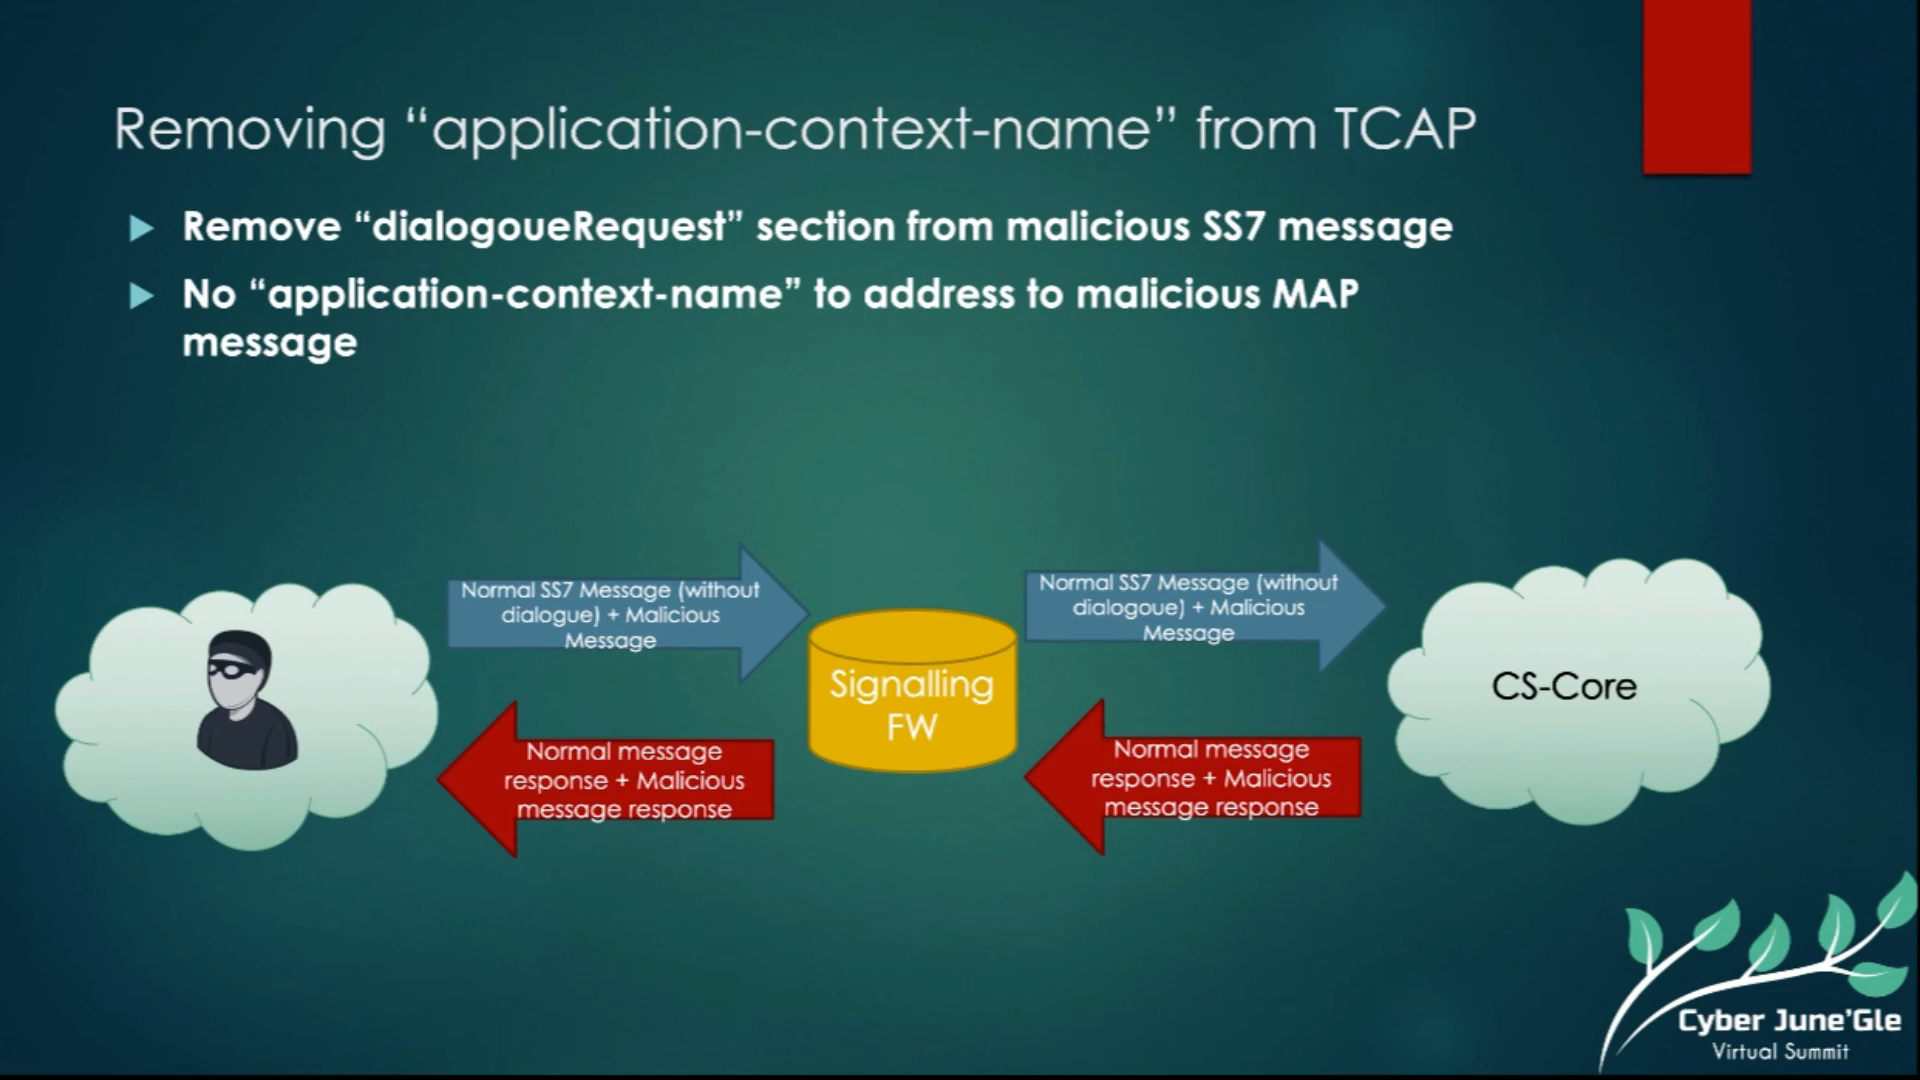 Removing “application-context-name” from TCAP
Remove “dialogoueRequest” section from malicious SS7 message
No “application-context-name” to address to malicious MAP
message
Normal SS7 Message (without
dialogue) + Malicious
Message
Normal SS7 Message (without
dialogoue) + Malicious
Message
Signalling
FW
CS-Core
Normal message
response + Malicious
message response
Normal message
response + Malicious
message response
Cyber June’Gle
Virtual Summit